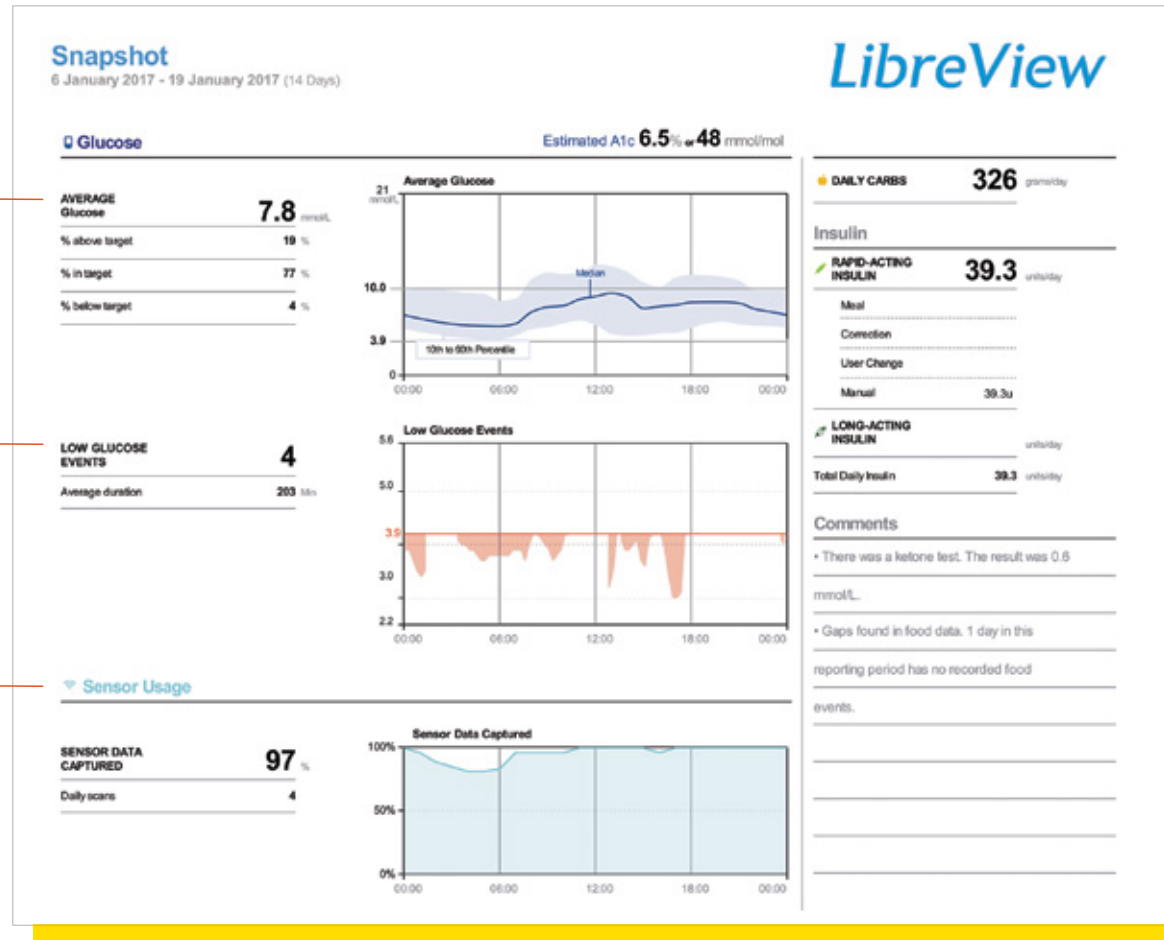 Snapshot
6 January 2017 - 19 January 2017 (14 Days)
LibreView
Glucose
Estimated A1c 6.5% or 48 mmol/mol
AVERAGE
Glucose
7.8 mmol/L
% above target 19 %
% in target 77 %
% below target 4 %
Average Glucose
21
mmol/L
10.0
3.9
0
Median
10th to 90th Percentile
00:00 06:00 12:00 18:00 00:00
LOW GLUCOSE
EVENTS
4
Average duration 203 Min
Low Glucose Events
5.6
5.0
3.9
3.0
2.2
00:00 06:00 12:00 18:00 00:00
Sensor Usage
SENSOR DATA
CAPTURED
97 %
Daily scans 4
Sensor Data Captured
100%
50%
0%
00:00 06:00 12:00 18:00 00:00
DAILY CARBS 326 grams/day
Insulin
RAPID-ACTING
INSULIN
39.3 units/day
Meal
Correction
User Change
Manual 39.3u
LONG-ACTING
INSULIN
units/day
Total Daily Insulin 39.3 units/day
Comments
• There was a ketone test. The result was 0.6
mmol/L.
• Gaps found in food data. 1 day in this
reporting period has no recorded food
events.